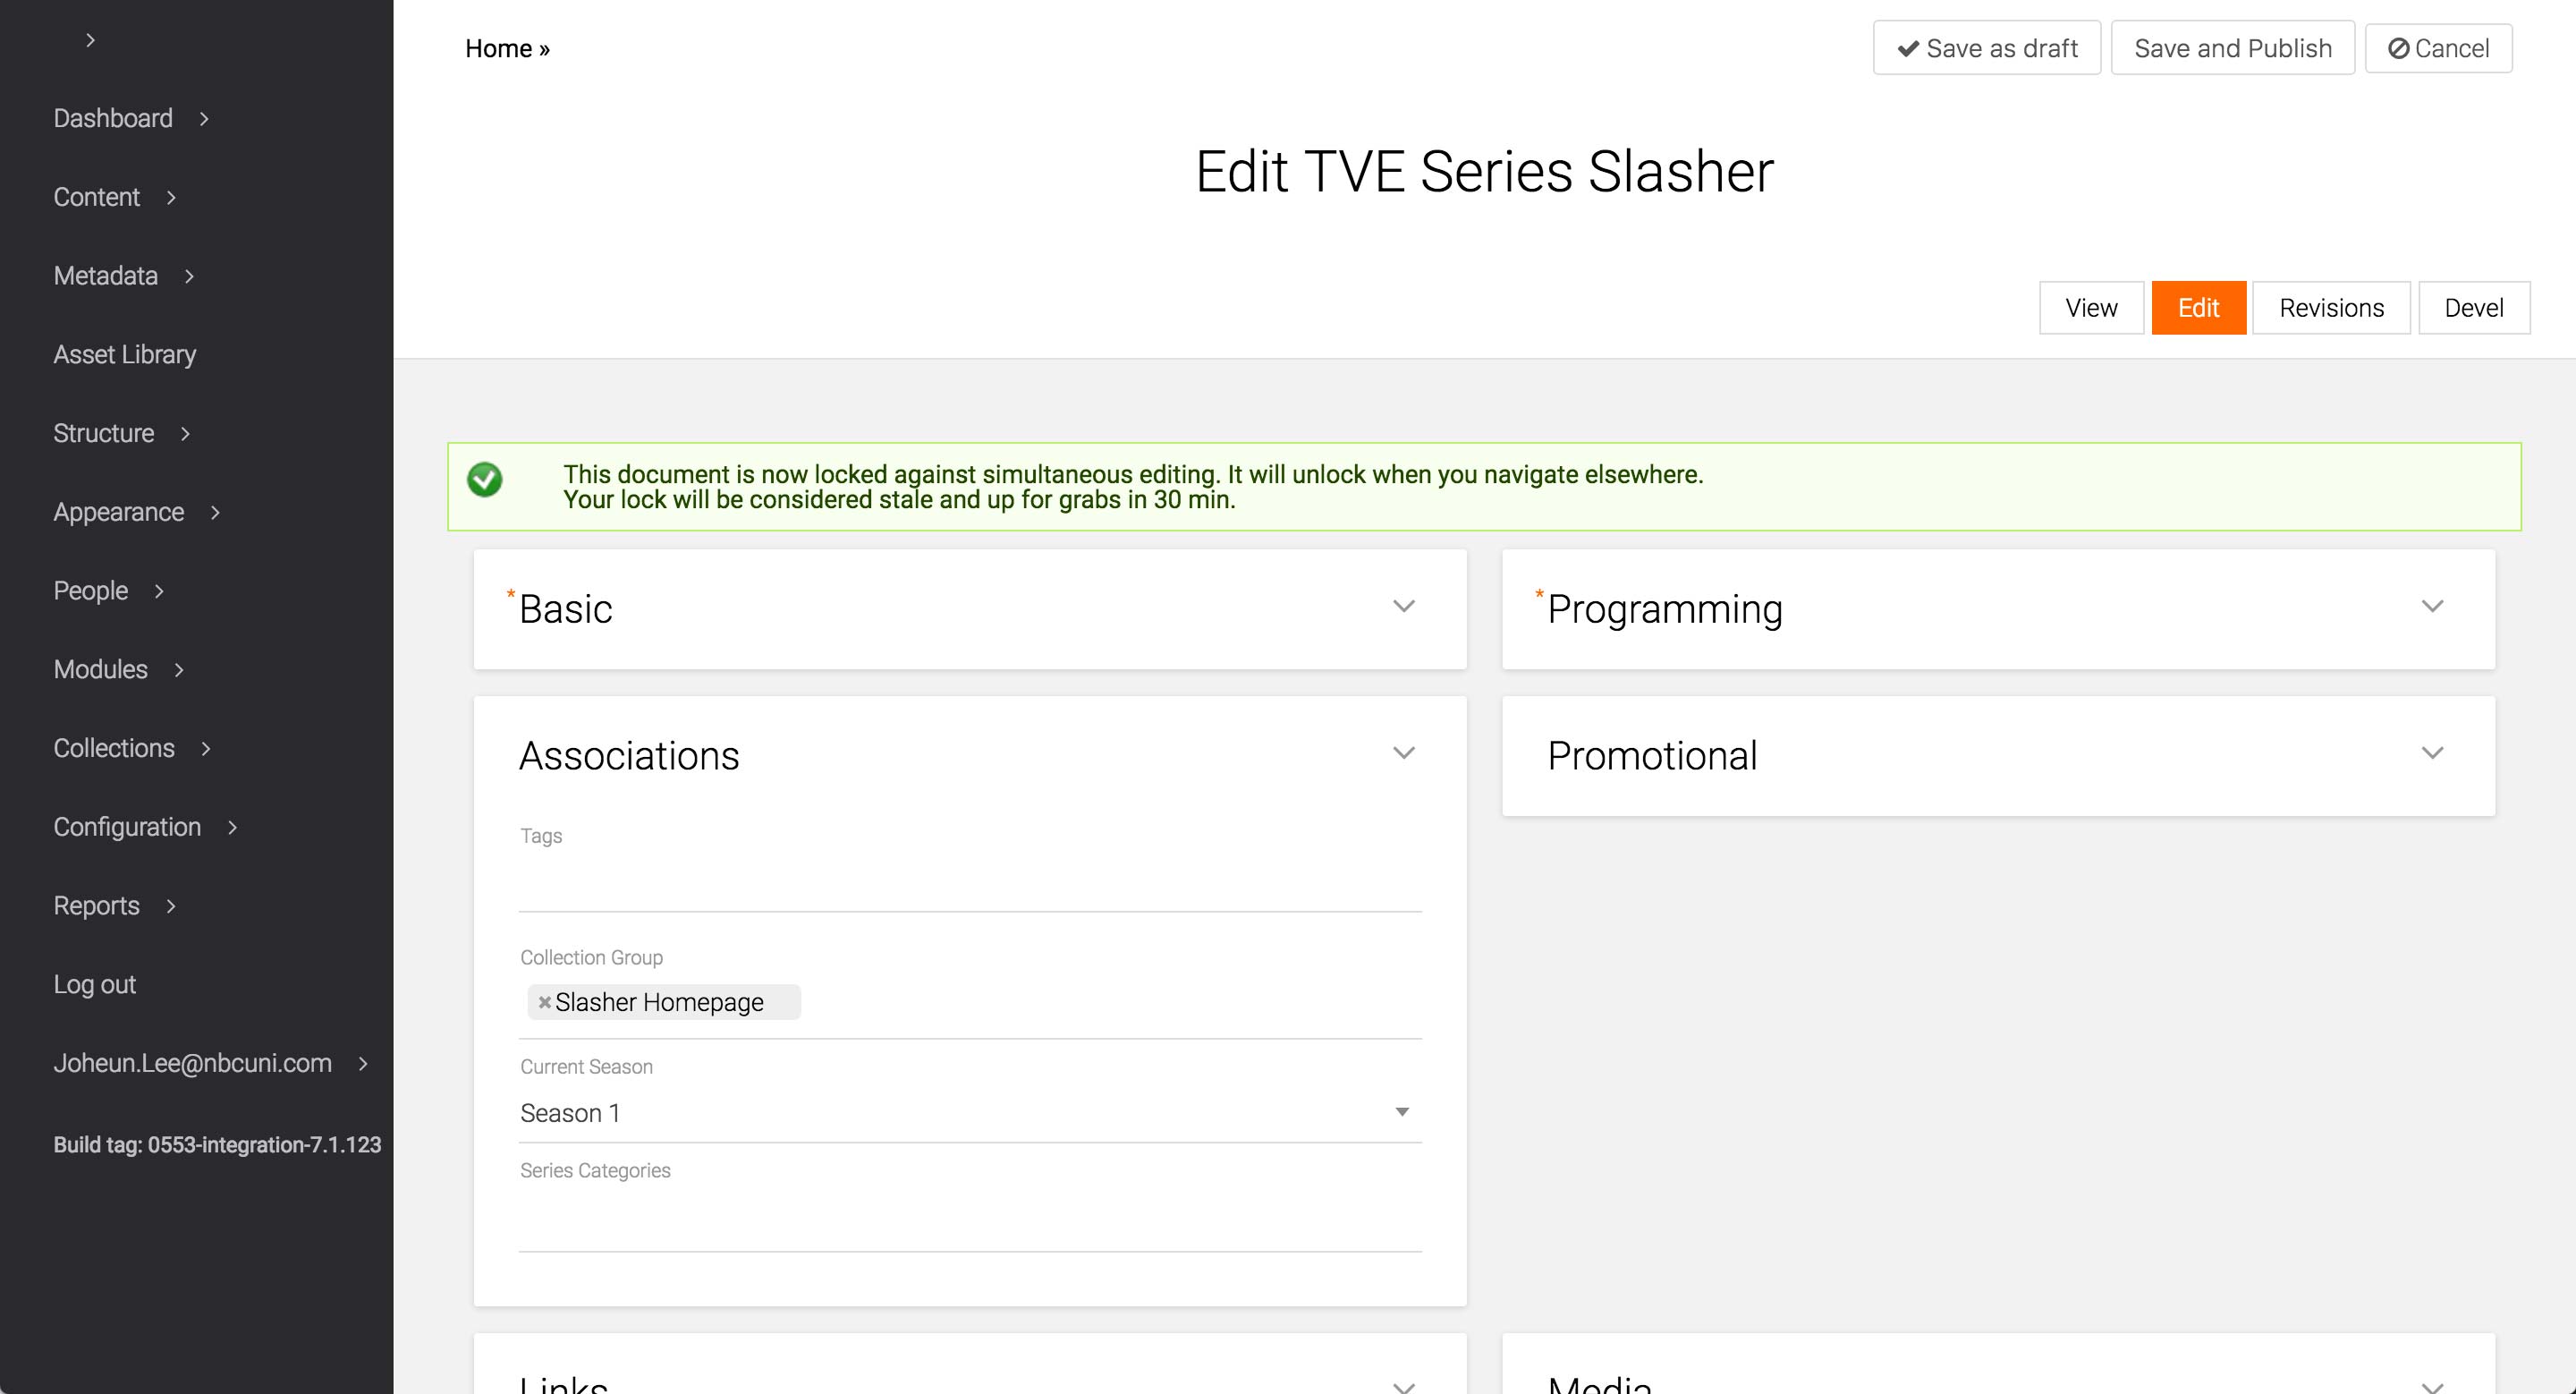 Dashboard
Content
Metadata
Asset Library
Structure
Appearance
People
Modules
Collections
Configuration
Reports
Log out
Joheun.Lee@nbcuni.com
Build tag: 0553-integration-7.1.123
Home »
Save as draft
Save and Publish
Cancel
Edit TVE Series Slasher
View
Edit
Revisions
Devel
This document is now locked against simultaneous editing. It will unlock when you navigate elsewhere.
Your lock will be considered stale and up for grabs in 30 min.
*Basic
*Programming
Associations
Promotional
Tags
Collection Group
×Slasher Homepage
Current Season
Season 1
Series Categories
Links
Media